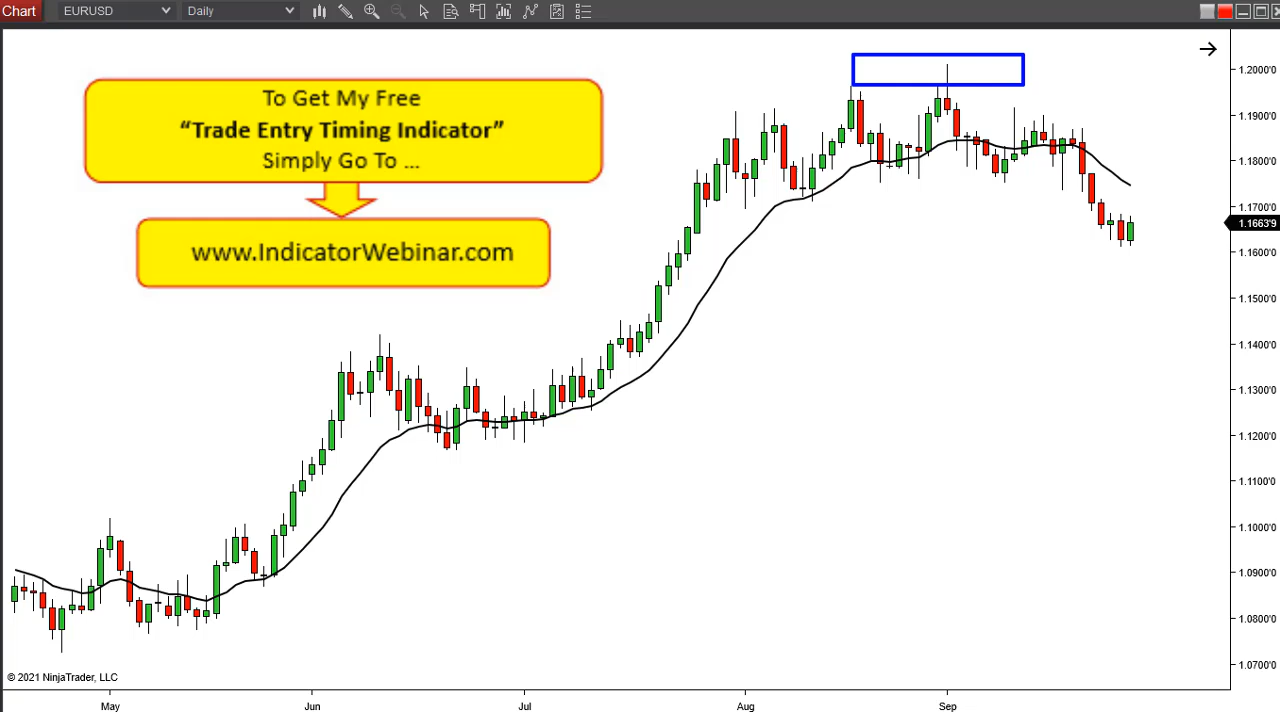 Chart EURUSD Daily
To Get My Free
“Trade Entry Timing Indicator”
Simply Go To ...
www.IndicatorWebinar.com
1.2000'0
1.1900'0
1.1800'0
1.1700'0
1.1663'9
1.1600'0
1.1500'0
1.1400'0
1.1300'0
1.1200'0
1.1100'0
1.1000'0
1.0900'0
1.0800'0
1.0700'0
© 2021 NinjaTrader, LLC
May Jun Jul Aug Sep